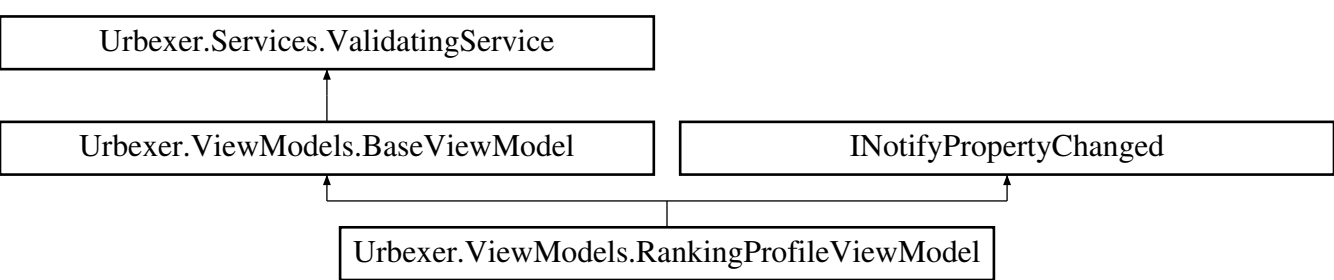 Urbexer.Services.ValidatingService
Urbexer.ViewModels.BaseViewModel
INotifyPropertyChanged
Urbexer.ViewModels.RankingProfileViewModel